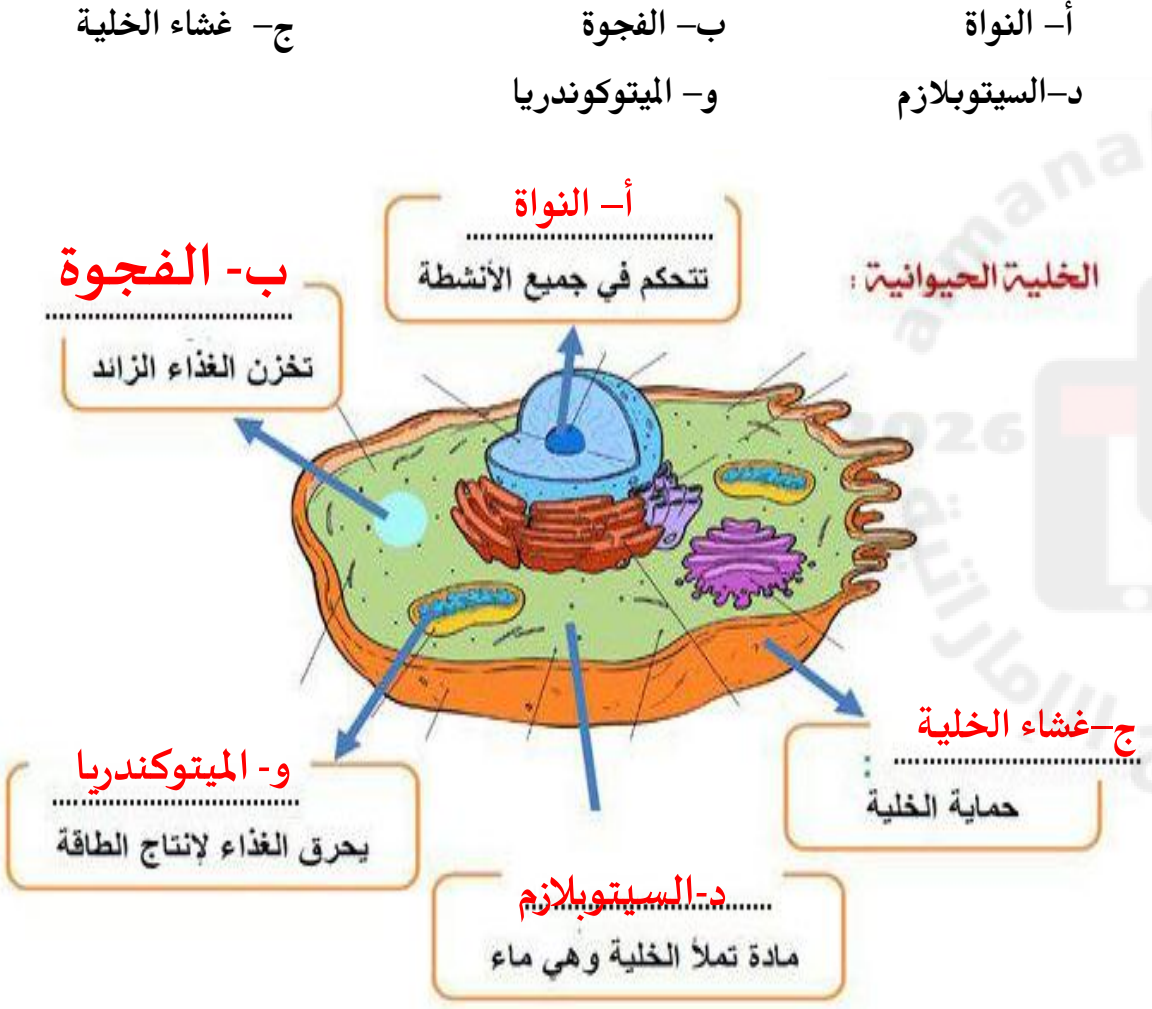 أ– النواة ب– الفجوة ج– غشاء الخلية
د–السيتوبلازم و– الميتوكوندريا
أ– النواة
تتحكم في جميع الأنشطة
الخلية الحيوانية :
ب- الفجوة
تخزن الغذاء الزائد
ج–غشاء الخلية
:
حماية الخلية
و- الميتوكندريا
يحرق الغذاء لإنتاج الطاقة
د-السيتوبلازم
مادة تملأ الخلية وهي ماء
2026